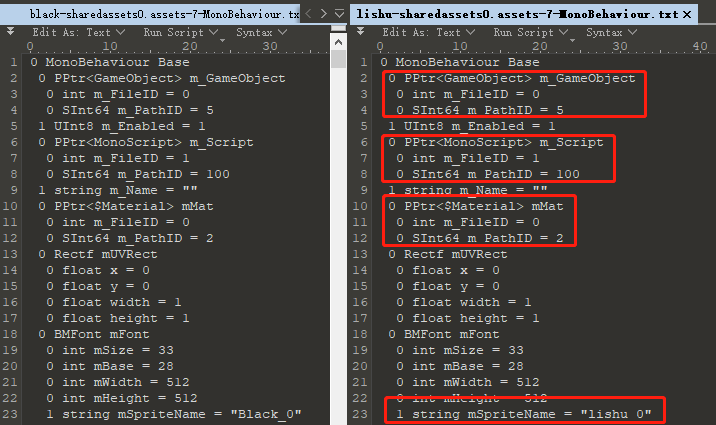 black-sharedassets0.assets-7-MonoBehaviour.tx
Edit As: Text Run Script Syntax
0 10 20 30
1 0 MonoBehaviour Base
2 0 PPtr<GameObject> m_GameObject
3 0 int m_FileID = 0
4 0 SInt64 m_PathID = 5
5 1 UInt8 m_Enabled = 1
6 0 PPtr<MonoScript> m_Script
7 0 int m_FileID = 1
8 0 SInt64 m_PathID = 100
9 1 string m_Name = ""
10 0 PPtr<$Material> mMat
11 0 int m_FileID = 0
12 0 SInt64 m_PathID = 2
13 0 Rectf mUVRect
14 0 float x = 0
15 0 float y = 0
16 0 float width = 1
17 0 float height = 1
18 0 BMFont mFont
19 0 int mSize = 33
20 0 int mBase = 28
21 0 int mWidth = 512
22 0 int mHeight = 512
23 1 string mSpriteName = "Black_0"
lishu-sharedassets0.assets-7-MonoBehaviour.txt
Edit As: Text Run Script Syntax
0 10 20 30 40
1 0 MonoBehaviour Base
2 0 PPtr<GameObject> m_GameObject
3 0 int m_FileID = 0
4 0 SInt64 m_PathID = 5
5 1 UInt8 m_Enabled = 1
6 0 PPtr<MonoScript> m_Script
7 0 int m_FileID = 1
8 0 SInt64 m_PathID = 100
9 1 string m_Name = ""
10 0 PPtr<$Material> mMat
11 0 int m_FileID = 0
12 0 SInt64 m_PathID = 2
13 0 Rectf mUVRect
14 0 float x = 0
15 0 float y = 0
16 0 float width = 1
17 0 float height = 1
18 0 BMFont mFont
19 0 int mSize = 33
20 0 int mBase = 28
21 0 int mWidth = 512
22 0 int mHeight = 512
23 1 string mSpriteName = "lishu_0"